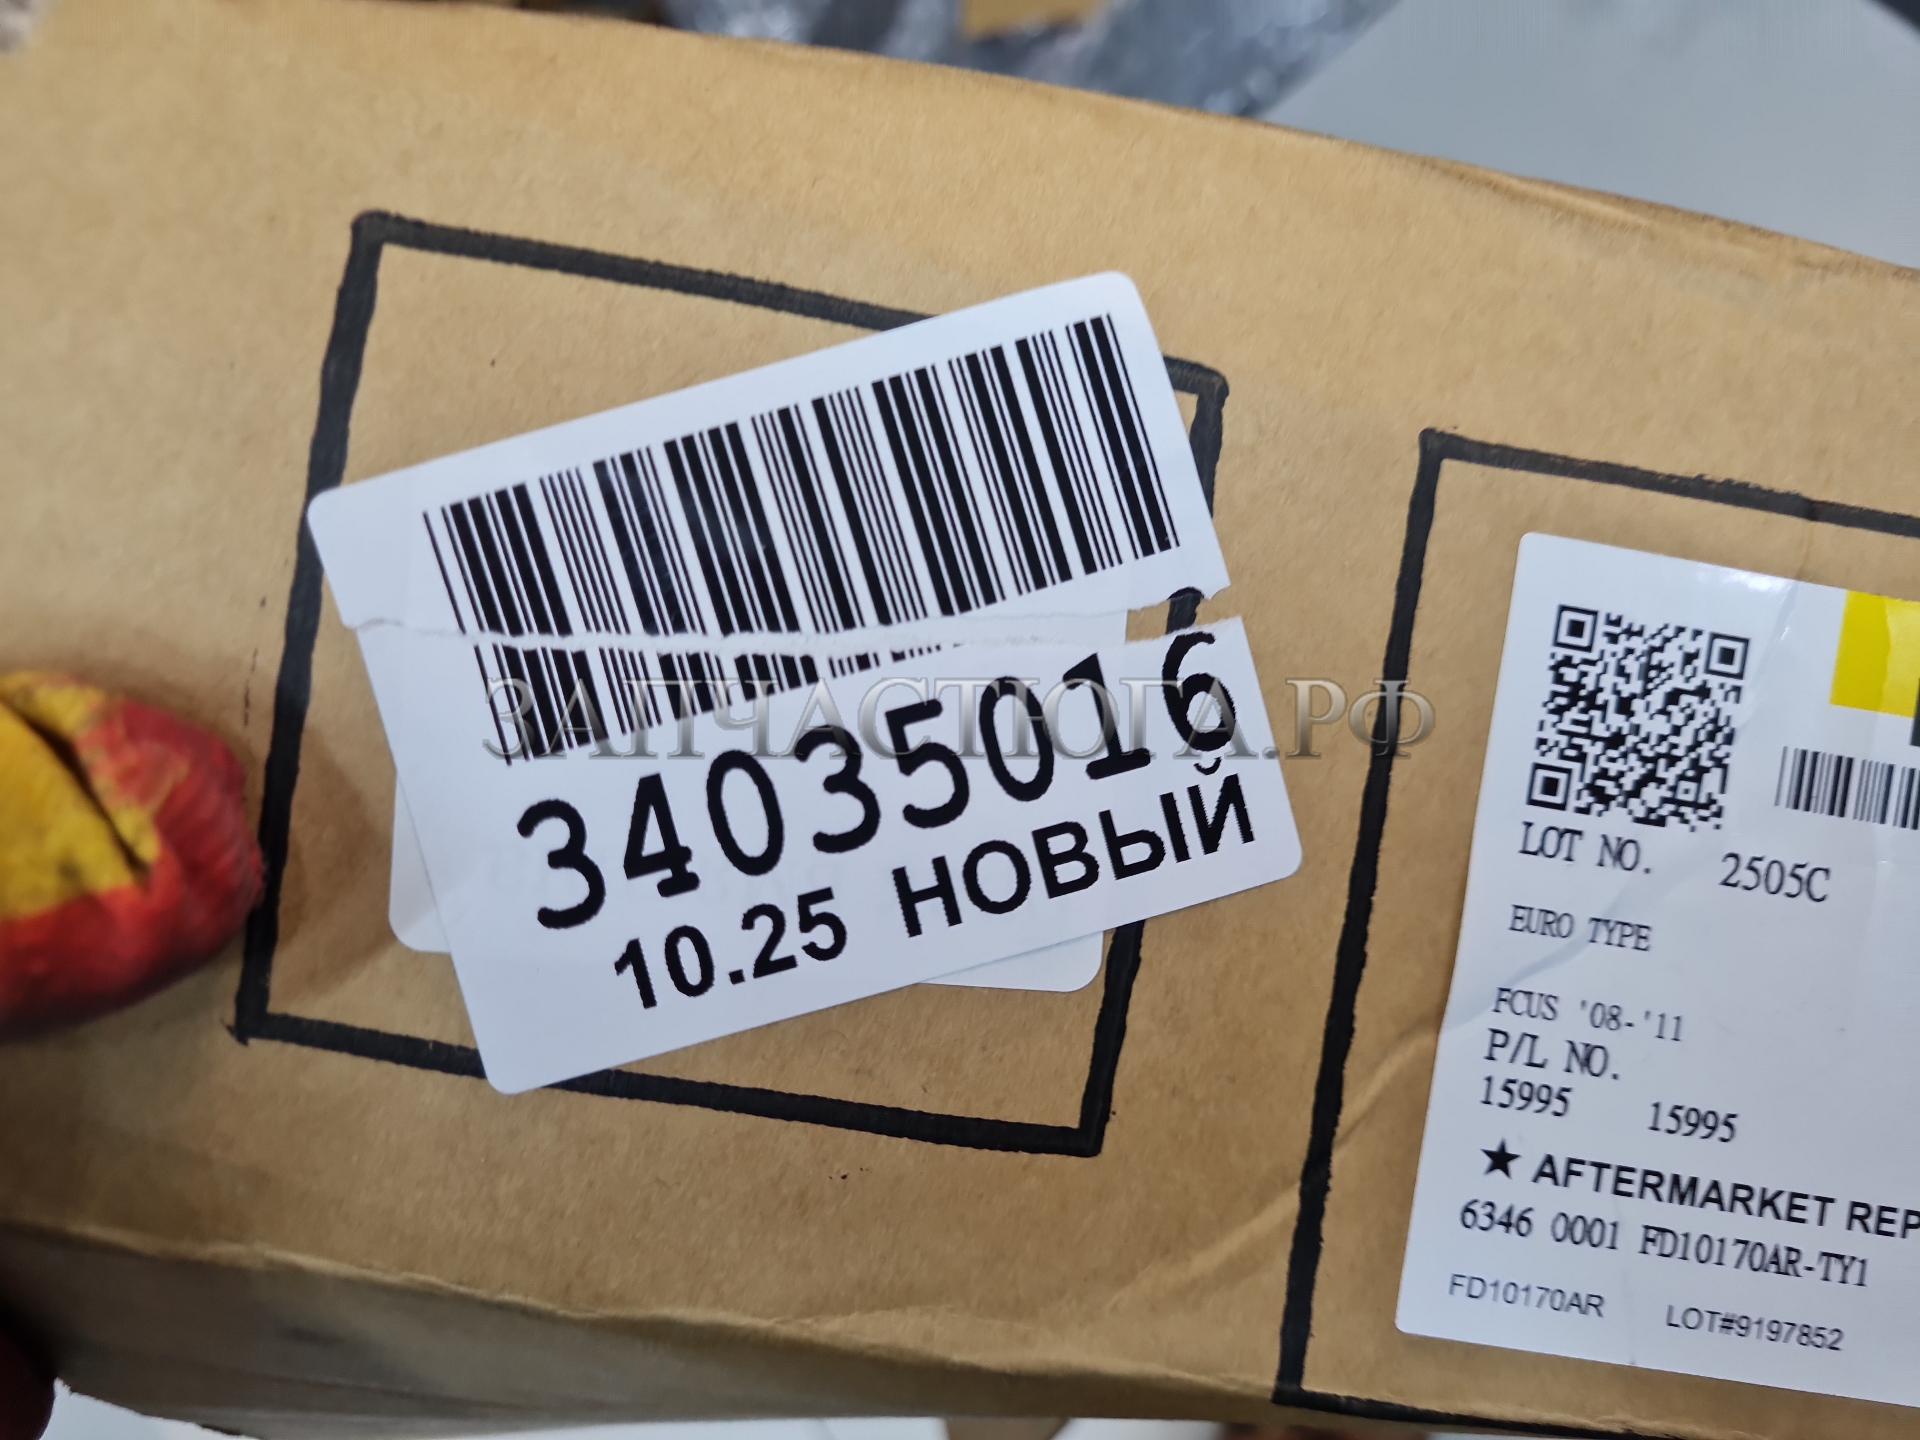 34035016
10.25 НОВЫЙ
ЗАПЧАСТЮГА.РФ
LOT NO. 2505C
EURO TYPE
FCUS '08-'11
P/L NO.
15995 15995
★ AFTERMARKET REP
6346 0001 FD10170AR-TY1
FD10170AR LOT#9197852